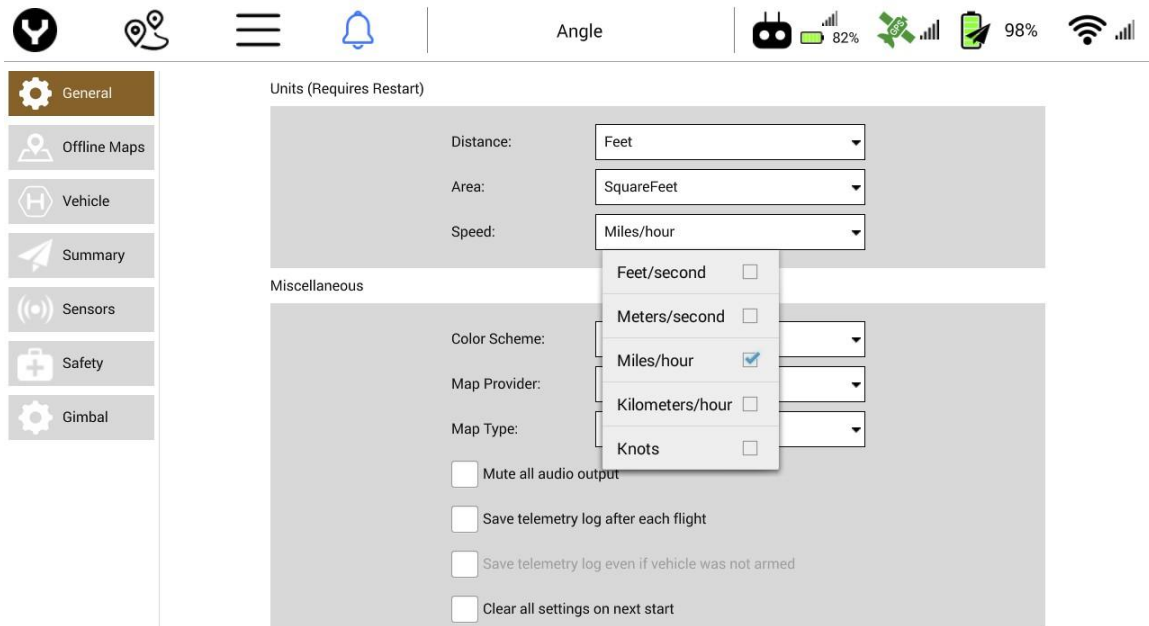 Angle
82%
GPS
98%
General
Offline Maps
Vehicle
Summary
Sensors
Safety
Gimbal
Units (Requires Restart)
Distance: Feet
Area: SquareFeet
Speed: Miles/hour
Feet/second
Meters/second
Miles/hour
Kilometers/hour
Knots
Miscellaneous
Color Scheme:
Map Provider:
Map Type:
Mute all audio output
Save telemetry log after each flight
Save telemetry log even if vehicle was not armed
Clear all settings on next start